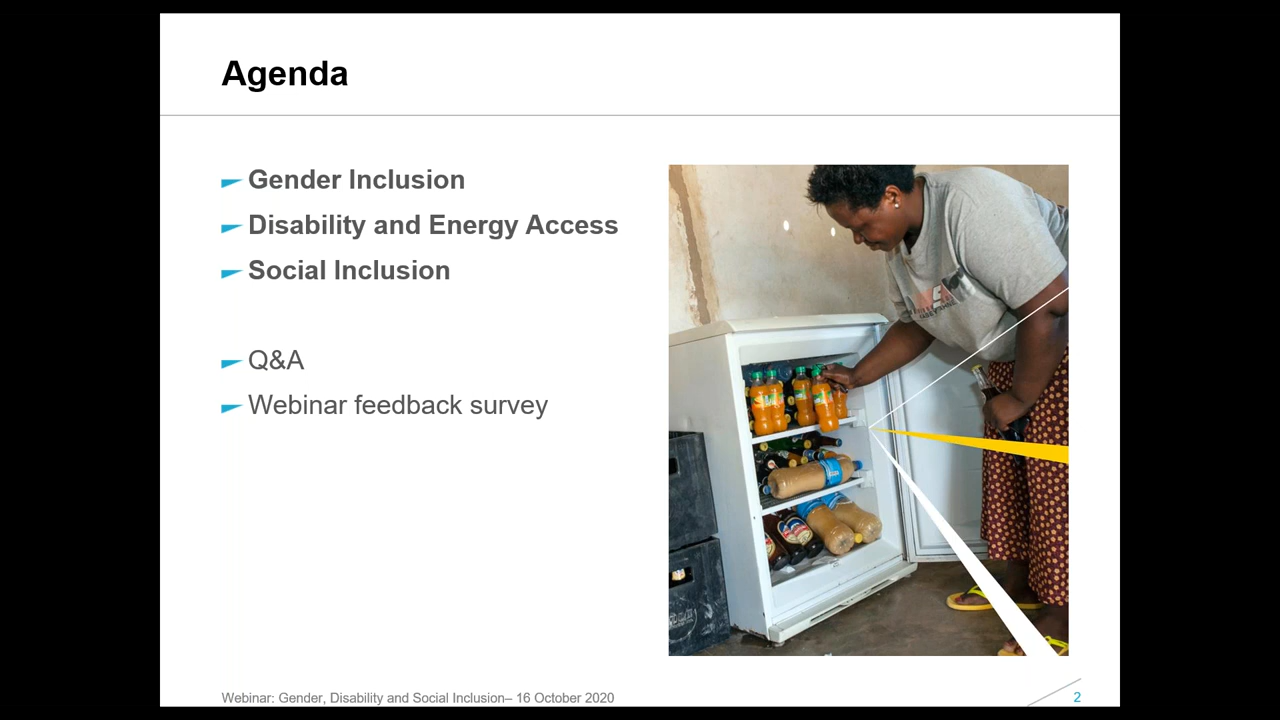 Agenda
Gender Inclusion
Disability and Energy Access
Social Inclusion
Q&A
Webinar feedback survey
Webinar: Gender, Disability and Social Inclusion– 16 October 2020
2